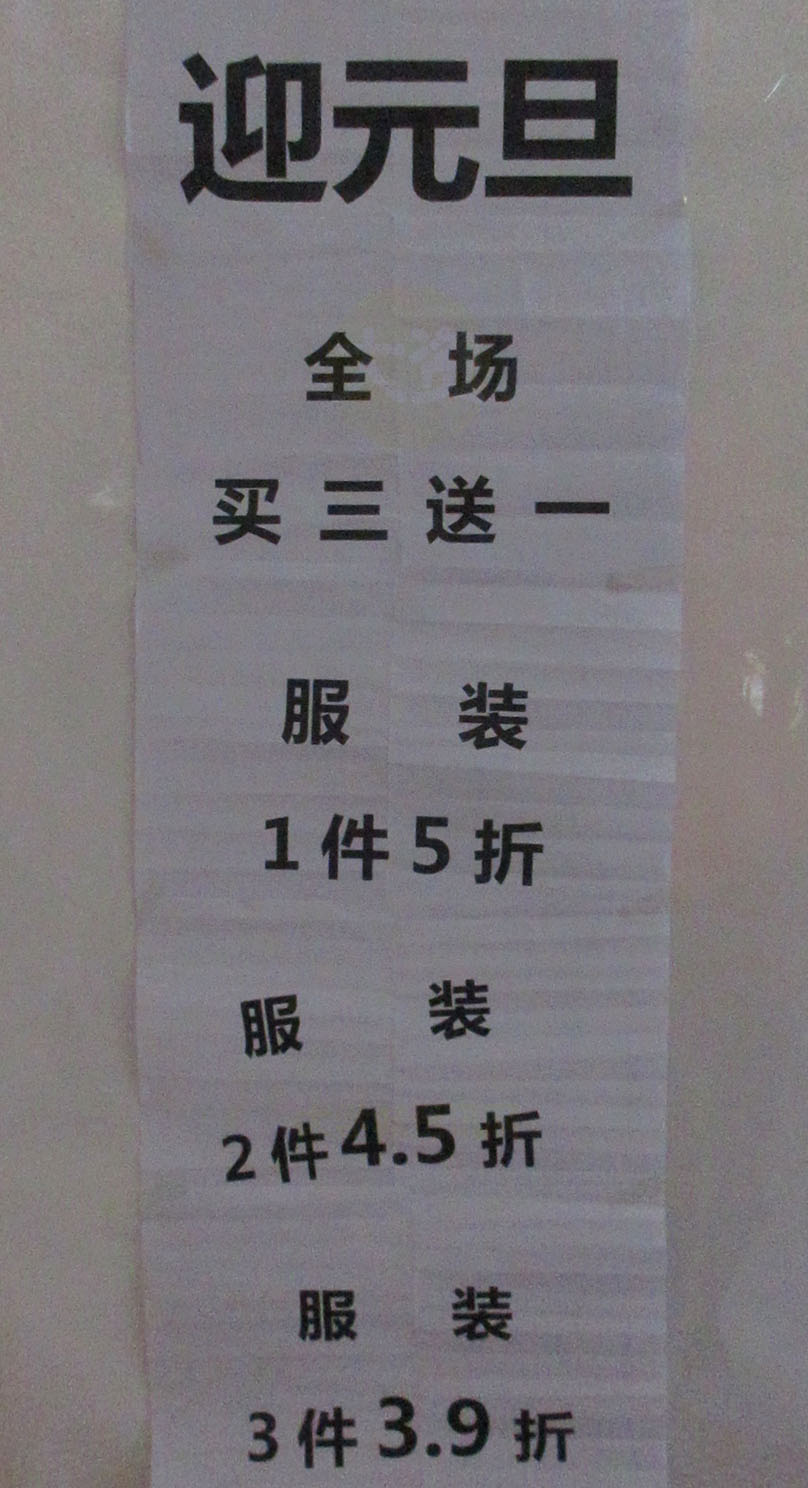 迎元旦
全场
买三送一
服装
1件5折
服装
2件4.5折
服装
3件3.9折